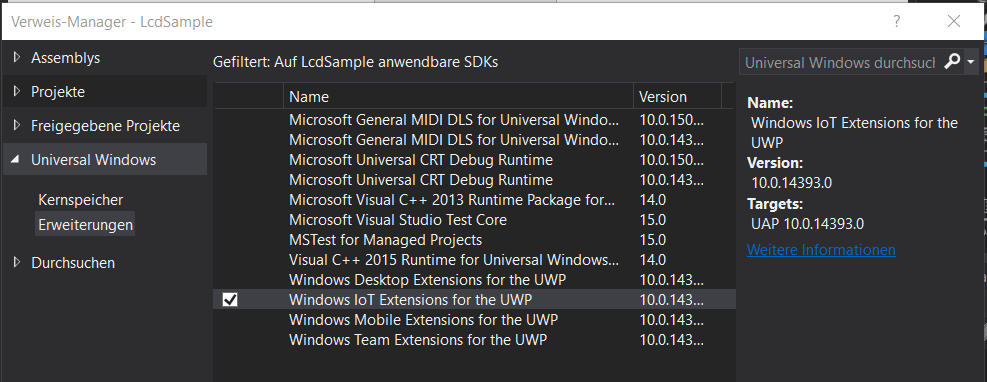 Verweis-Manager - LcdSample
? 
Assemblys
Projekte
Freigegebene Projekte
Universal Windows
Kernspeicher
Erweiterungen
Durchsuchen
Gefiltert: Auf LcdSample anwendbare SDKs
Name Version
Microsoft General MIDI DLS for Universal Windo... 10.0.150...
Microsoft General MIDI DLS for Universal Windo... 10.0.143...
Microsoft Universal CRT Debug Runtime 10.0.150...
Microsoft Universal CRT Debug Runtime 10.0.143...
Microsoft Visual C++ 2013 Runtime Package for... 14.0
Microsoft Visual Studio Test Core 15.0
MSTest for Managed Projects 15.0
Visual C++ 2015 Runtime for Universal Windows... 14.0
Windows Desktop Extensions for the UWP 10.0.143...
Windows IoT Extensions for the UWP 10.0.143...
Windows Mobile Extensions for the UWP 10.0.143...
Windows Team Extensions for the UWP 10.0.143...
Universal Windows durchsucl
Name:
Windows IoT Extensions for the
UWP
Version:
10.0.14393.0
Targets:
UAP 10.0.14393.0
Weitere Informationen